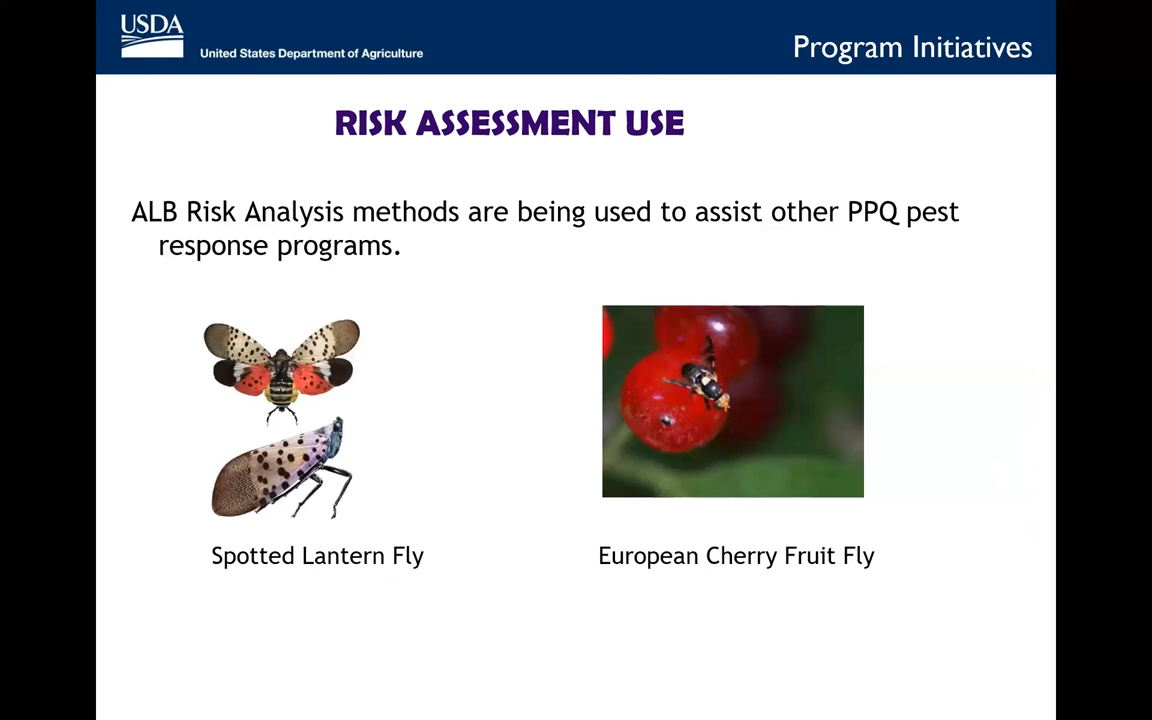 USDA
United States Department of Agriculture
Program Initiatives
RISK ASSESSMENT USE
ALB Risk Analysis methods are being used to assist other PPQ pest
response programs.
Spotted Lantern Fly
European Cherry Fruit Fly